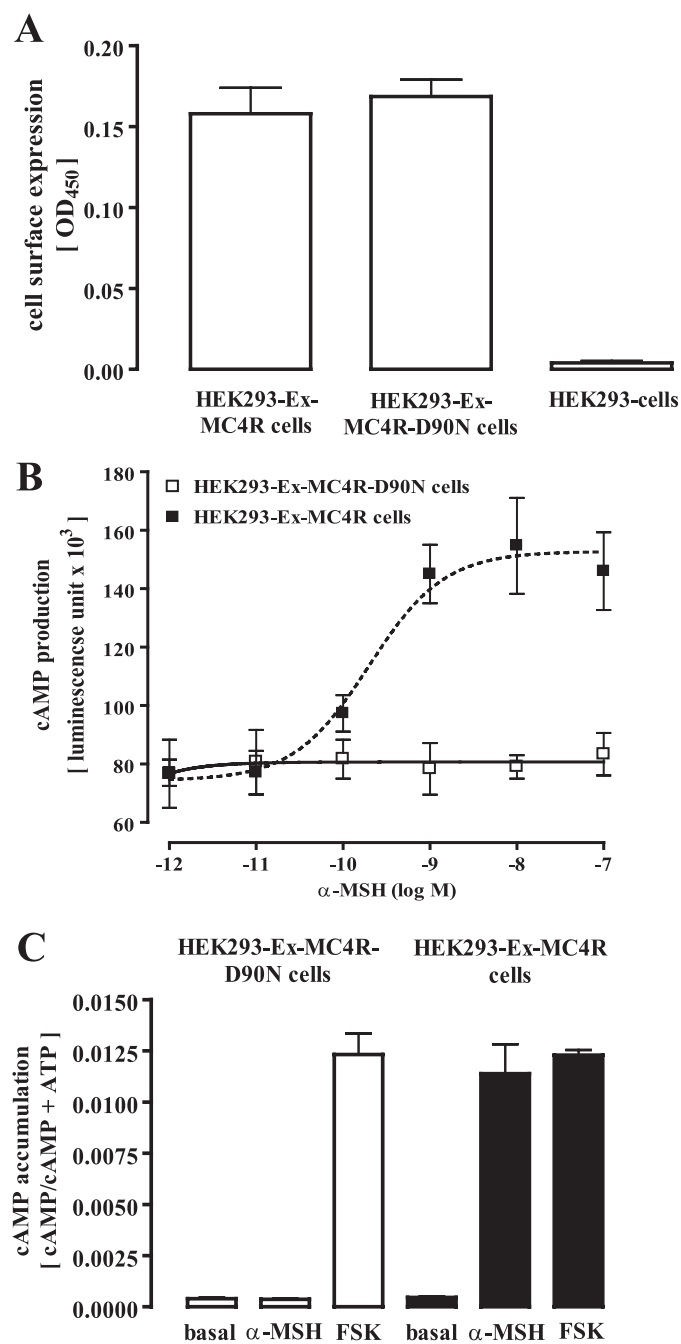 A
cell surface expression
[ OD450 ]
0.20
0.15
0.10
0.05
0.00
HEK293-Ex-
MC4R cells
HEK293-Ex-
MC4R-D90N cells
HEK293-cells
B
HEK293-Ex-MC4R-D90N cells
HEK293-Ex-MC4R cells
cAMP production
[ luminescencse unit x 10³ ]
180
160
140
120
100
80
60
-12
-11
-10
-9
-8
-7
α-MSH (log M)
C
HEK293-Ex-MC4R-
D90N cells
HEK293-Ex-MC4R
cells
cAMP accumulation
[ cAMP/cAMP + ATP ]
0.0150
0.0125
0.0100
0.0075
0.0050
0.0025
0.0000
basal
α-MSH
FSK
basal
α-MSH
FSK